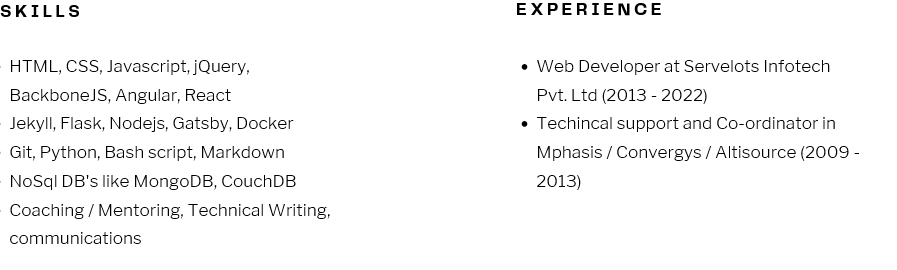 SKILLS
HTML, CSS, Javascript, jQuery,
BackboneJS, Angular, React
Jekyll, Flask, Nodejs, Gatsby, Docker
Git, Python, Bash script, Markdown
NoSql DB's like MongoDB, CouchDB
Coaching / Mentoring, Technical Writing,
communications
EXPERIENCE
• Web Developer at Servelots Infotech
Pvt. Ltd (2013 - 2022)
• Techincal support and Co-ordinator in
Mphasis / Convergys / Altisource (2009 -
2013)